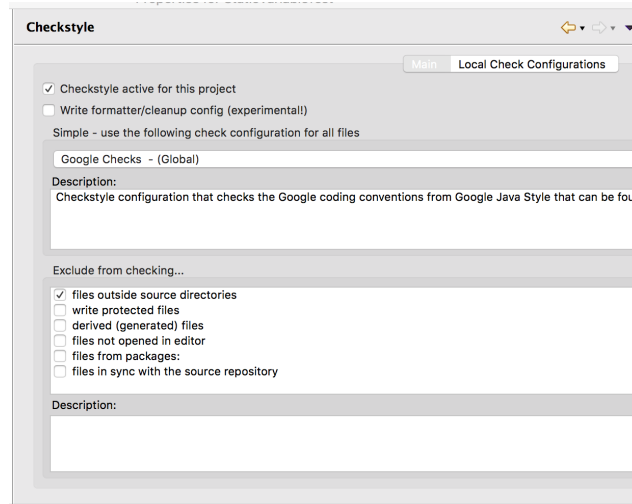 Checkstyle
Main
Local Check Configurations
Checkstyle active for this project
Write formatter/cleanup config (experimental!)
Simple - use the following check configuration for all files
Google Checks - (Global)
Description:
Checkstyle configuration that checks the Google coding conventions from Google Java Style that can be fou
Exclude from checking...
files outside source directories
write protected files
derived (generated) files
files not opened in editor
files from packages:
files in sync with the source repository
Description: